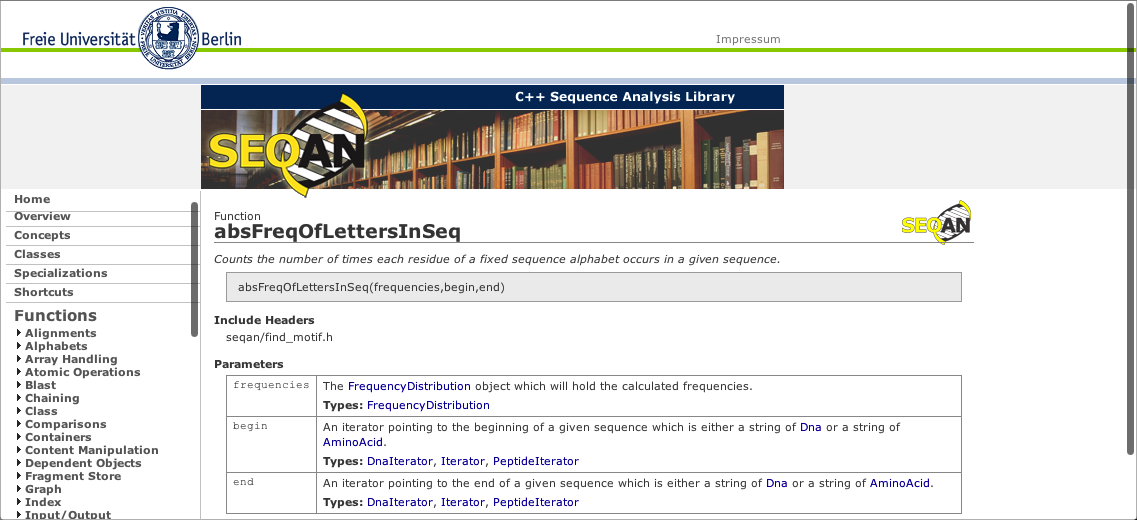 Freie Universität Berlin
Impressum
C++ Sequence Analysis Library
SEQAN
Home
Overview
Concepts
Classes
Specializations
Shortcuts
Functions
Alignments
Alphabets
Array Handling
Atomic Operations
Blast
Chaining
Class
Comparisons
Containers
Content Manipulation
Dependent Objects
Fragment Store
Graph
Index
Input/Output
Function
absFreqOfLettersInSeq
SEQAN
Counts the number of times each residue of a fixed sequence alphabet occurs in a given sequence.
absFreqOfLettersInSeq(frequencies,begin,end)
Include Headers
seqan/find_motif.h
Parameters
frequencies
The FrequencyDistribution object which will hold the calculated frequencies.
Types: FrequencyDistribution
begin
An iterator pointing to the beginning of a given sequence which is either a string of Dna or a string of
AminoAcid.
Types: DnaIterator, Iterator, PeptideIterator
end
An iterator pointing to the end of a given sequence which is either a string of Dna or a string of AminoAcid.
Types: DnaIterator, Iterator, PeptideIterator